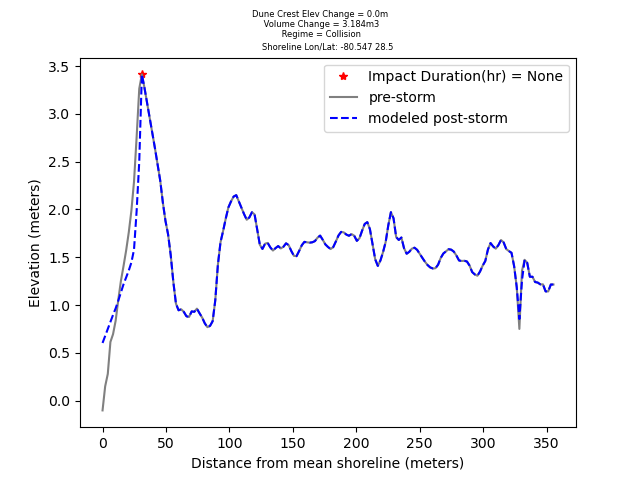 Dune Crest Elev Change = 0.0m
Volume Change = 3.184m3
Regime = Collision
Shoreline Lon/Lat: -80.547 28.5
Impact Duration(hr) = None
pre-storm
modeled post-storm
Elevation (meters)
3.5
3.0
2.5
2.0
1.5
1.0
0.5
0.0
0 50 100 150 200 250 300 350
Distance from mean shoreline (meters)